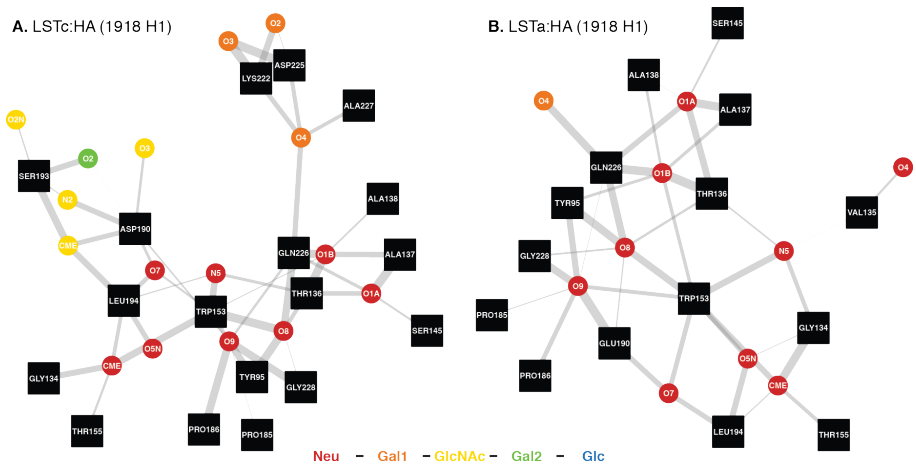 A. LSTc:HA (1918 H1)
O2
O3
ASP225
LYS222
ALA227
O4
O2N
O3
O2
SER193
N2
ALA138
ASP190
CME
GLN226
O1B
ALA137
O7
N5
LEU194
THR136
O1A
TRP153
O8
SER145
O9
O5N
CME
GLY134
TYR95
GLY228
THR155
PRO186
PRO185
B. LSTa:HA (1918 H1)
SER145
ALA138
O4
O1A
ALA137
GLN226
O1B
O4
THR136
TYR95
VAL135
O8
N5
GLY228
O9
TRP153
PRO185
GLY134
GLU190
O5N
PRO186
CME
O7
LEU194
THR155
Neu – Gal1 – GlcNAc – Gal2 – Glc